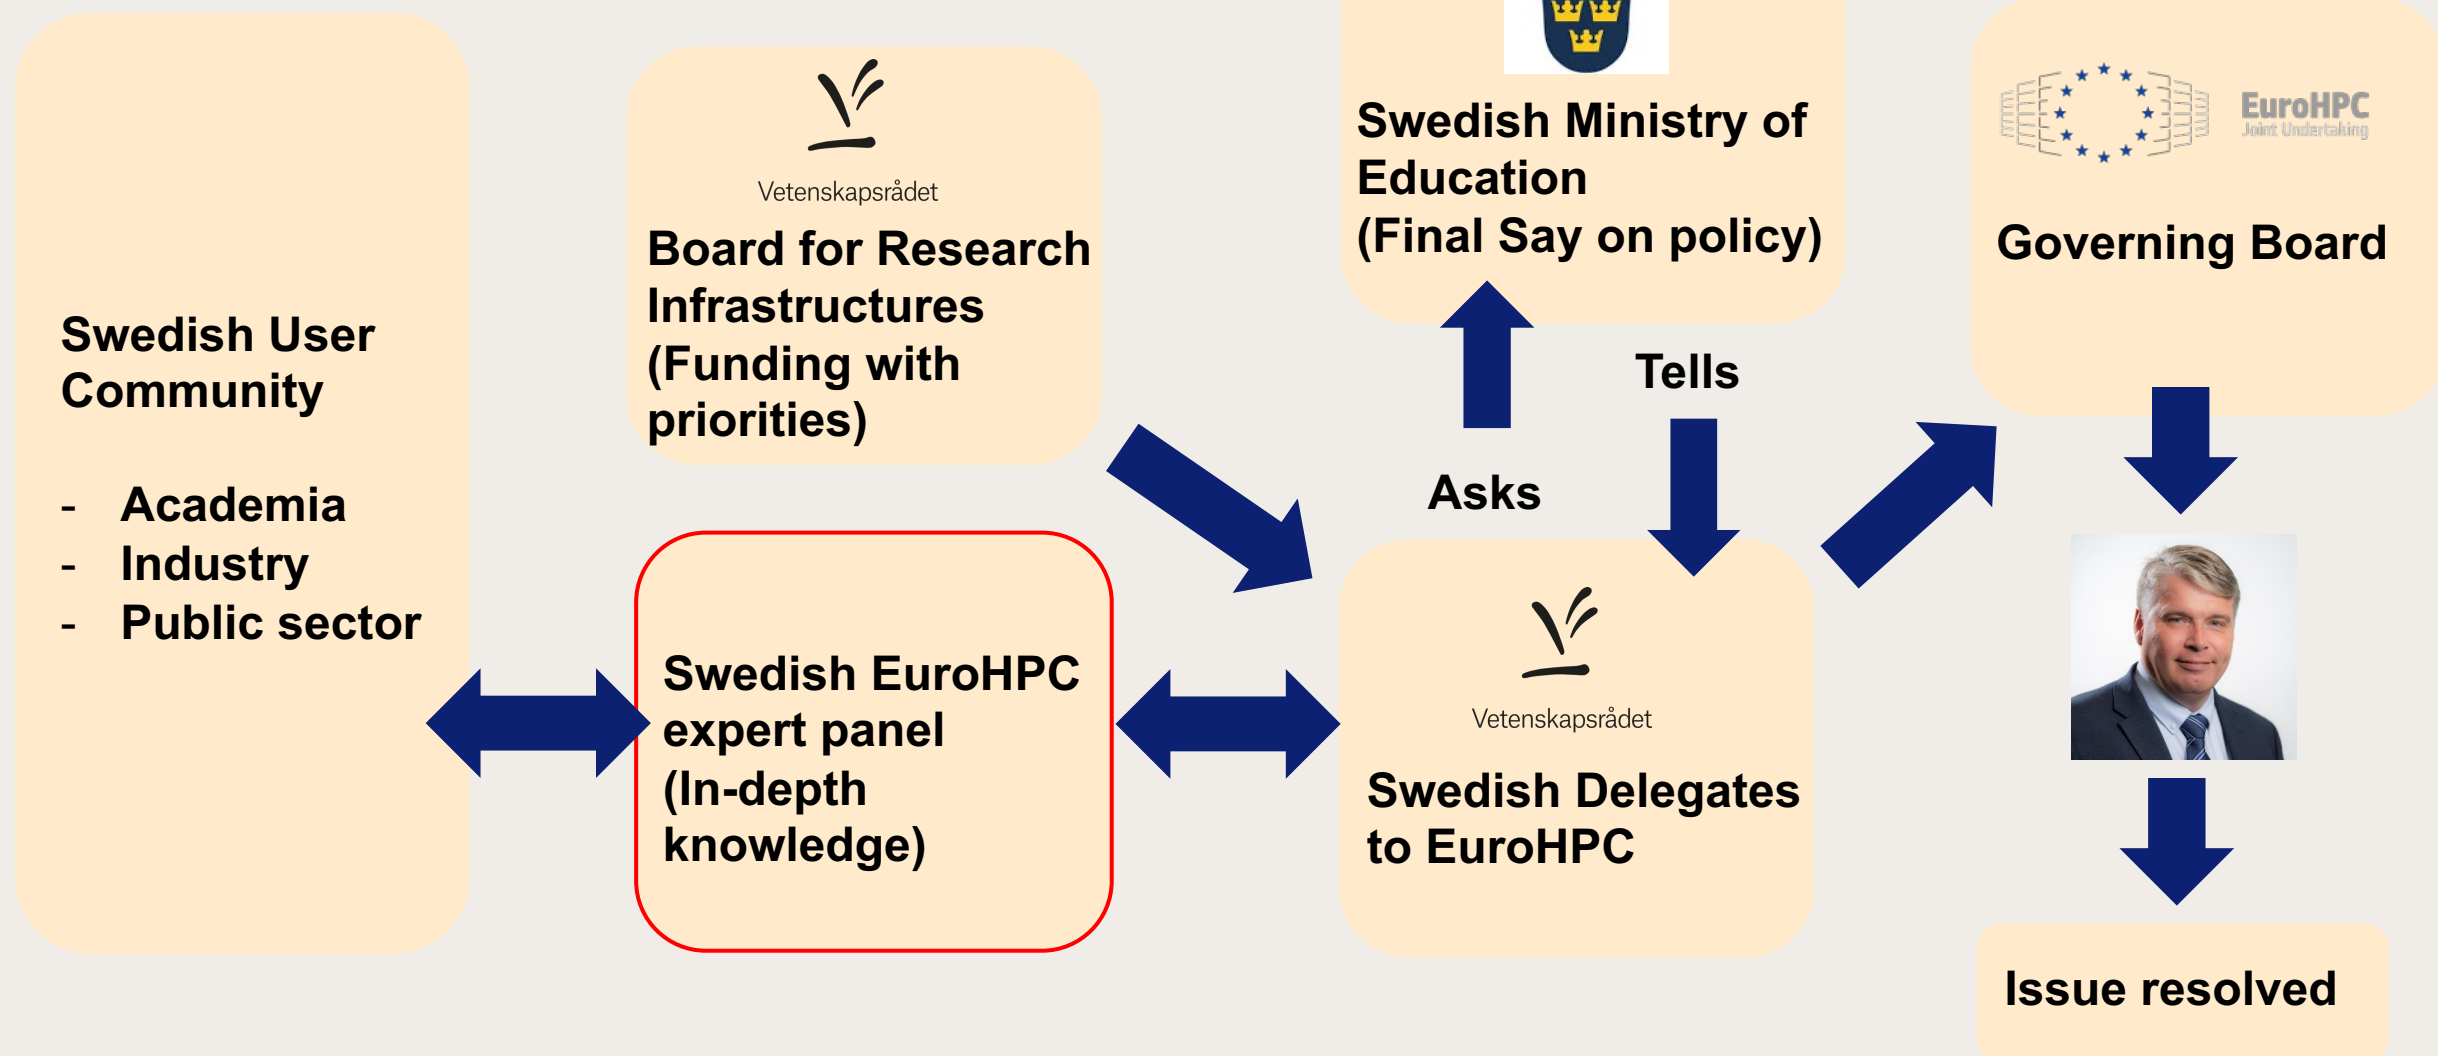 Swedish User
Community
- Academia
- Industry
- Public sector
Vetenskapsrådet
Board for Research
Infrastructures
(Funding with
priorities)
Swedish EuroHPC
expert panel
(In-depth
knowledge)
Swedish Ministry of
Education
(Final Say on policy)
Tells
Asks
Vetenskapsrådet
Swedish Delegates
to EuroHPC
EuroHPC
Joint Undertaking
Governing Board
Issue resolved